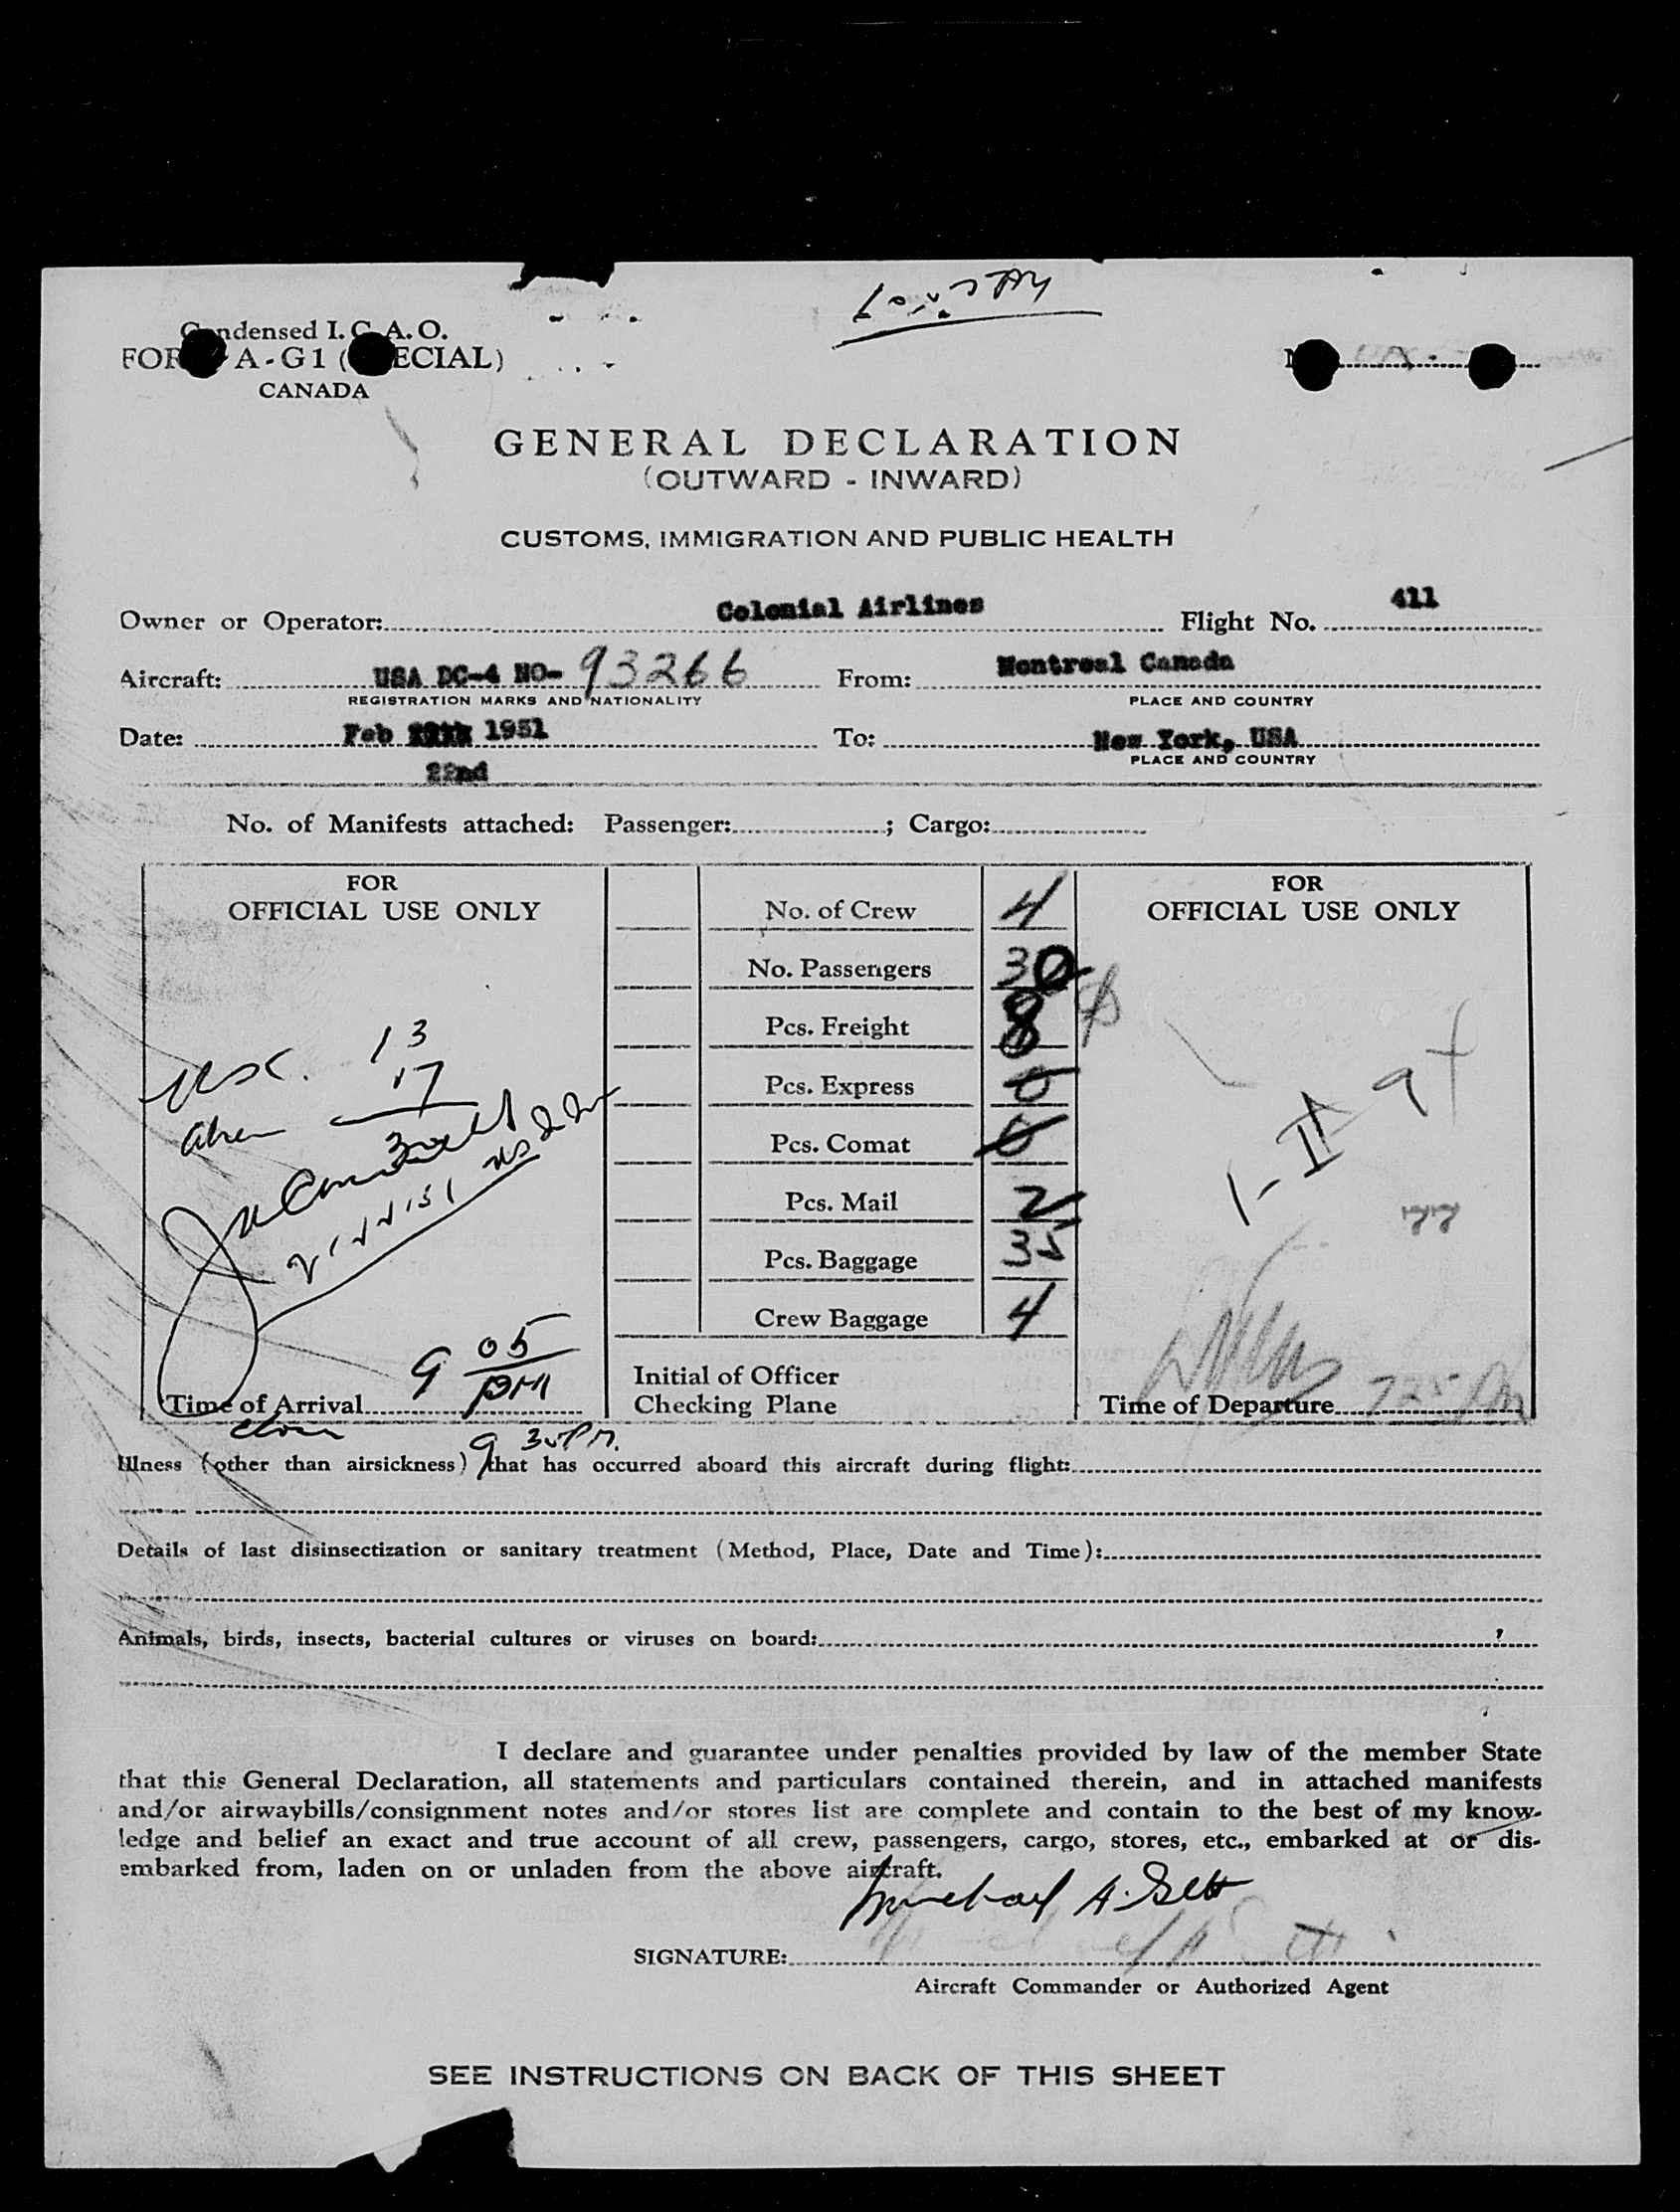 Condensed I.C.A.O.
FORM A-G1 (SPECIAL)
CANADA
GENERAL DECLARATION
(OUTWARD - INWARD)
CUSTOMS, IMMIGRATION AND PUBLIC HEALTH
Owner or Operator: Colonial Airlines Flight No. 411
Aircraft: USA DC-4 NO- 93266 From: Montreal Canada
REGISTRATION MARKS AND NATIONALITY PLACE AND COUNTRY
Date: Feb 1951 To: New York, USA
22nd PLACE AND COUNTRY
No. of Manifests attached: Passenger: ; Cargo:
FOR
OFFICIAL USE ONLY
USC. 13
Alien 17
30
Time of Arrival 9 05 PM
No. of Crew 4
No. Passengers 30
Pcs. Freight 8
Pcs. Express 0
Pcs. Comat 0
Pcs. Mail 2
Pcs. Baggage 35
Crew Baggage 4
Initial of Officer
Checking Plane
FOR
OFFICIAL USE ONLY
Time of Departure 725 PM
Illness (other than airsickness) that has occurred aboard this aircraft during flight:
Details of last disinsectization or sanitary treatment (Method, Place, Date and Time):
Animals, birds, insects, bacterial cultures or viruses on board:
I declare and guarantee under penalties provided by law of the member State
that this General Declaration, all statements and particulars contained therein, and in attached manifests
and/or airwaybills/consignment notes and/or stores list are complete and contain to the best of my know-
ledge and belief an exact and true account of all crew, passengers, cargo, stores, etc., embarked at or dis-
embarked from, laden on or unladen from the above aircraft.
Michael A.
SIGNATURE:
Aircraft Commander or Authorized Agent
SEE INSTRUCTIONS ON BACK OF THIS SHEET